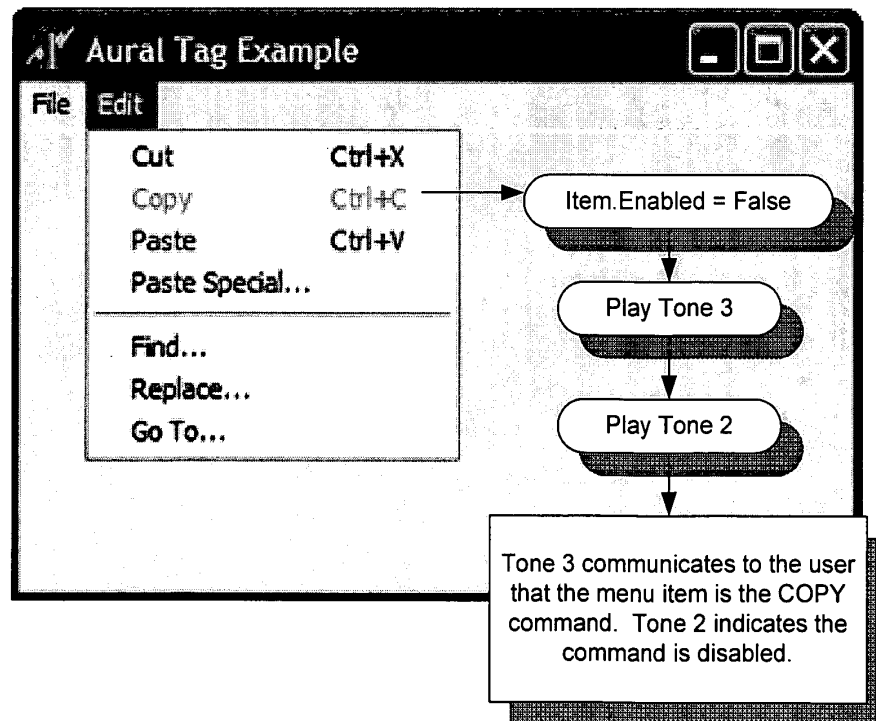 Aural Tag Example
File Edit
Cut Ctrl+X
Copy Ctrl+C
Paste Ctrl+V
Paste Special...
Find...
Replace...
Go To...
Item.Enabled = False
Play Tone 3
Play Tone 2
Tone 3 communicates to the user
that the menu item is the COPY
command. Tone 2 indicates the
command is disabled.